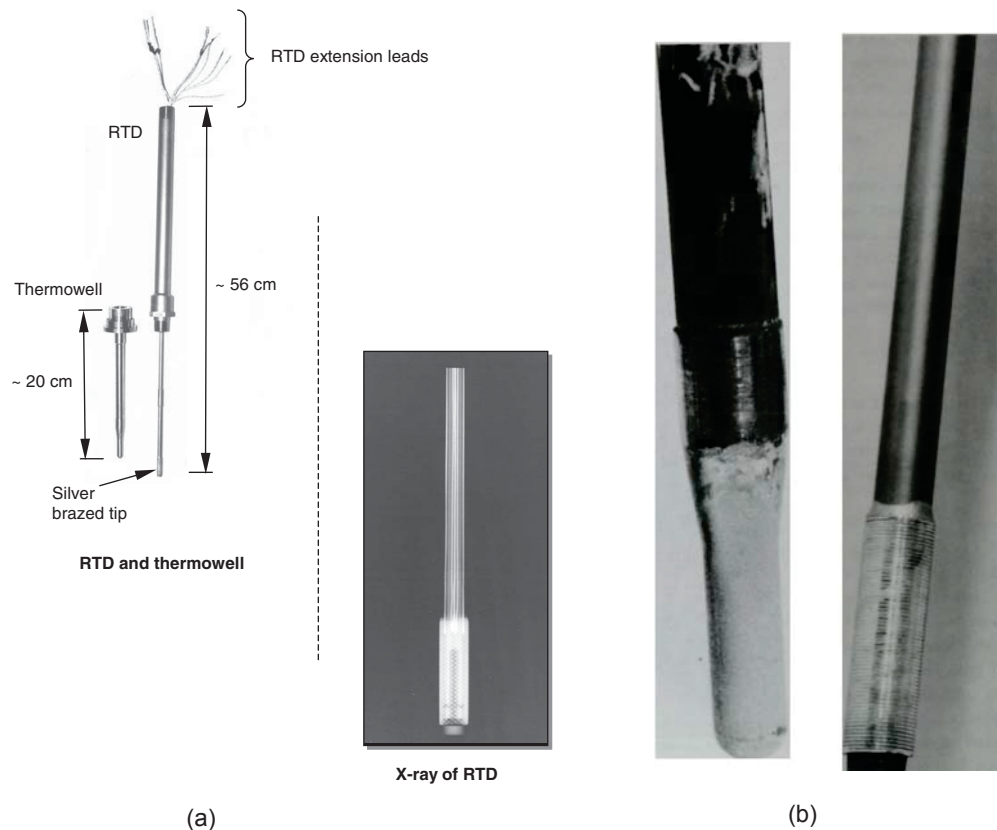 RTD extension leads
RTD
~ 56 cm
Thermowell
~ 20 cm
Silver
brazed tip
RTD and thermowell
X-ray of RTD
(a)
(b)